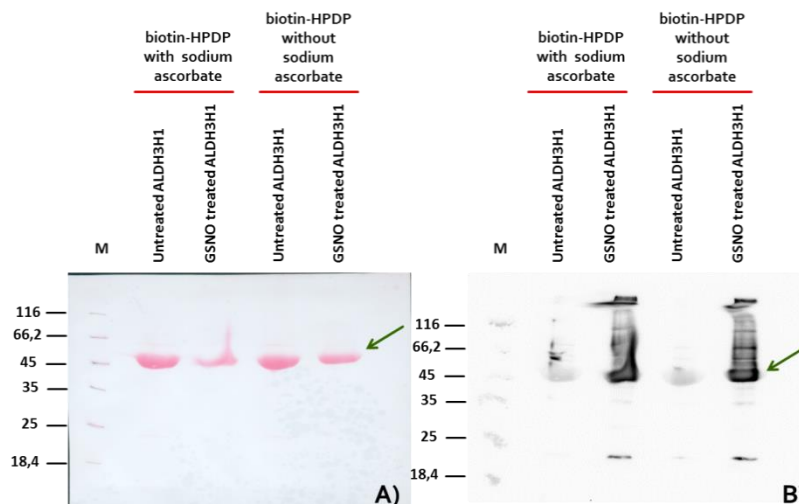 biotin-HPDP
with sodium
ascorbate
biotin-HPDP
without
sodium
ascorbate
M
Untreated ALDH3H1
GSNO treated ALDH3H1
Untreated ALDH3H1
GSNO treated ALDH3H1
116
66,2
45
35
25
18,4
A)
biotin-HPDP
with sodium
ascorbate
biotin-HPDP
without
sodium
ascorbate
M
Untreated ALDH3H1
GSNO treated ALDH3H1
Untreated ALDH3H1
GSNO treated ALDH3H1
116
66,2
45
35
25
18,4
B